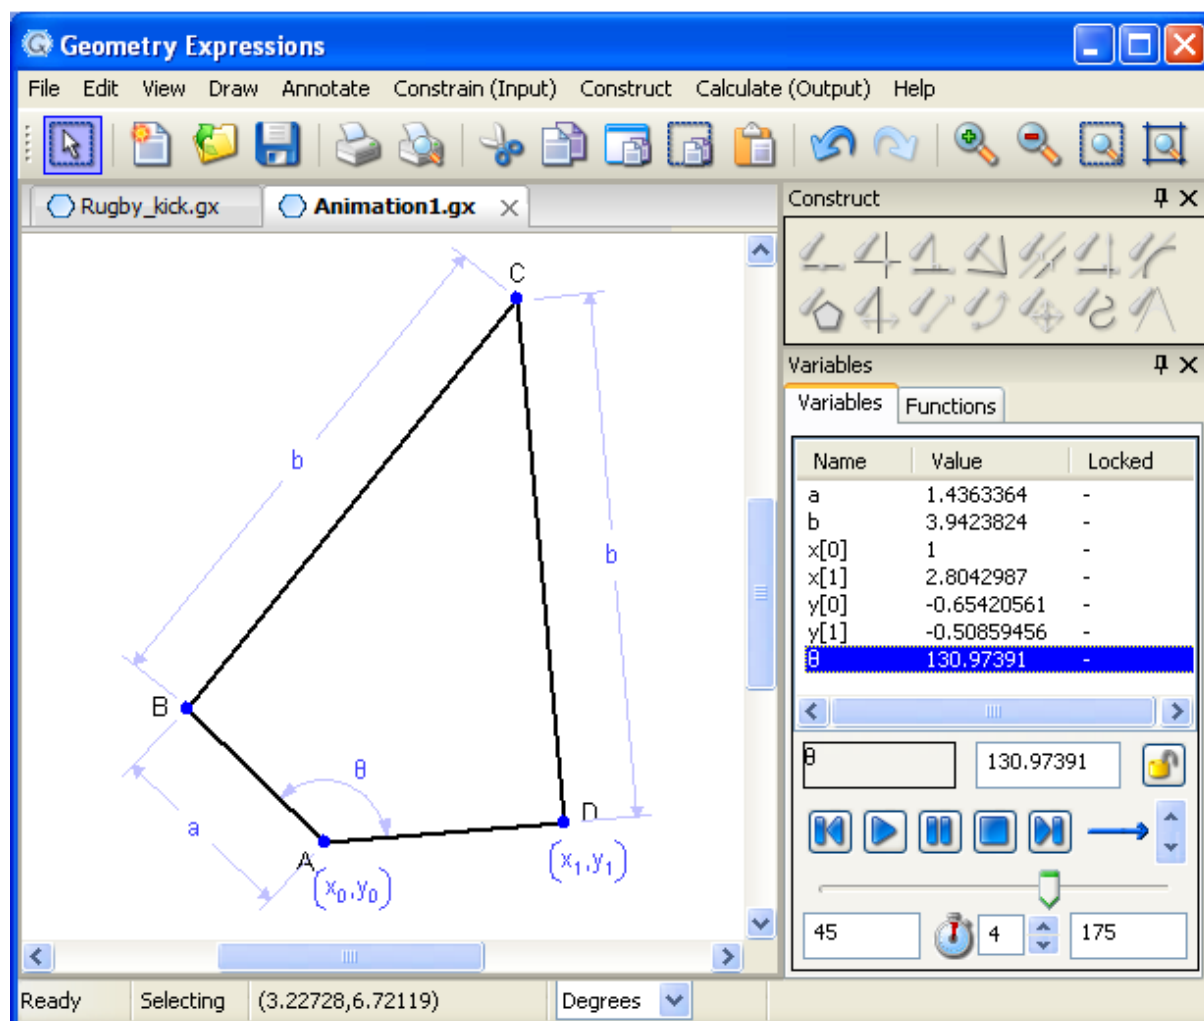 Geometry Expressions
File Edit View Draw Annotate Constrain (Input) Construct Calculate (Output) Help
Rugby_kick.gx Animation1.gx
Construct
C
b
b
B
θ
a
D
A
(x₀,y₀)
(x₁,y₁)
Variables
Variables Functions
Name Value Locked
a 1.4363364 -
b 3.9423824 -
x[0] 1 -
x[1] 2.8042987 -
y[0] -0.65420561 -
y[1] -0.50859456 -
θ 130.97391 -
θ 130.97391
45 4 175
Ready Selecting (3.22728,6.72119) Degrees